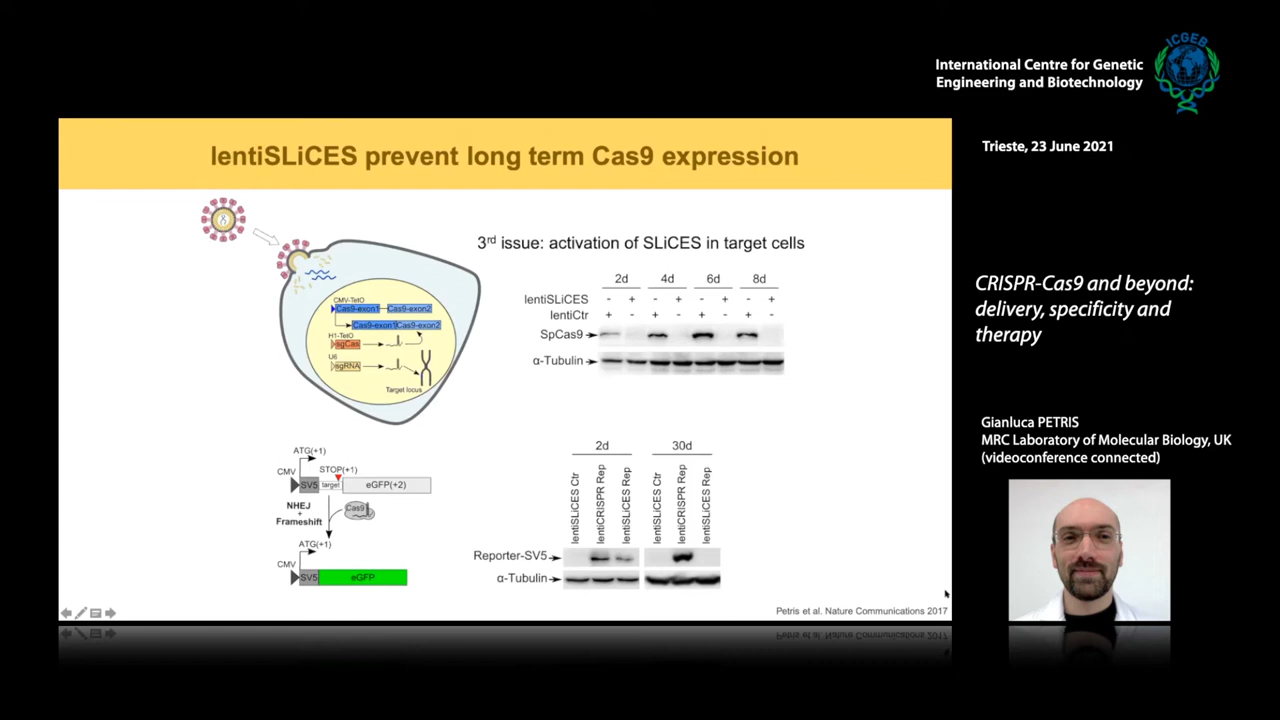 ICGEB
International Centre for Genetic
Engineering and Biotechnology
Trieste, 23 June 2021
CRISPR-Cas9 and beyond:
delivery, specificity and
therapy
Gianluca PETRIS
MRC Laboratory of Molecular Biology, UK
(videoconference connected)
lentiSLiCES prevent long term Cas9 expression
3rd issue: activation of SLiCES in target cells
CMV-TetO
Cas9-exon1 Cas9-exon2
Cas9-exon1 Cas9-exon2
H1-TetO
sgCas
U6
sgRNA
Target locus
2d 4d 6d 8d
lentiSLiCES - + - + - + - +
lentiCtr + - + - + - + -
SpCas9
α-Tubulin
ATG(+1)
CMV
STOP(+1)
SV5 target eGFP(+2)
NHEJ
+
Frameshift
Cas9
ATG(+1)
CMV
SV5 eGFP
2d 30d
lentiSLiCES Ctr
lentiCRISPR Rep
lentiSLiCES Rep
lentiSLiCES Ctr
lentiCRISPR Rep
lentiSLiCES Rep
Reporter-SV5
α-Tubulin
Petris et al. Nature Communications 2017